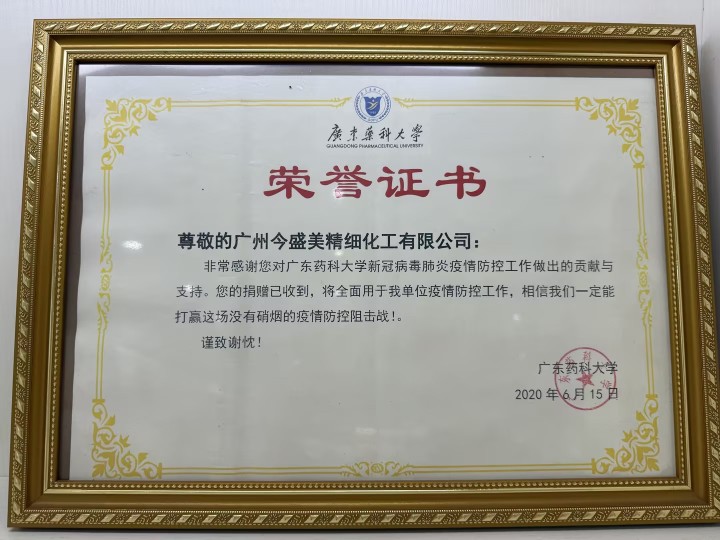 廣東藥科大學
GUANGDONG PHARMACEUTICAL UNIVERSITY
荣誉证书
尊敬的广州今盛美精细化工有限公司：
非常感谢您对广东药科大学新冠病毒肺炎疫情防控工作做出的贡献与
支持。您的捐赠已收到，将全面用于我单位疫情防控工作，相信我们一定能
打赢这场没有硝烟的疫情防控阻击战！。
谨致谢忱！
广东药科大学
2020 年 6 月 15 日